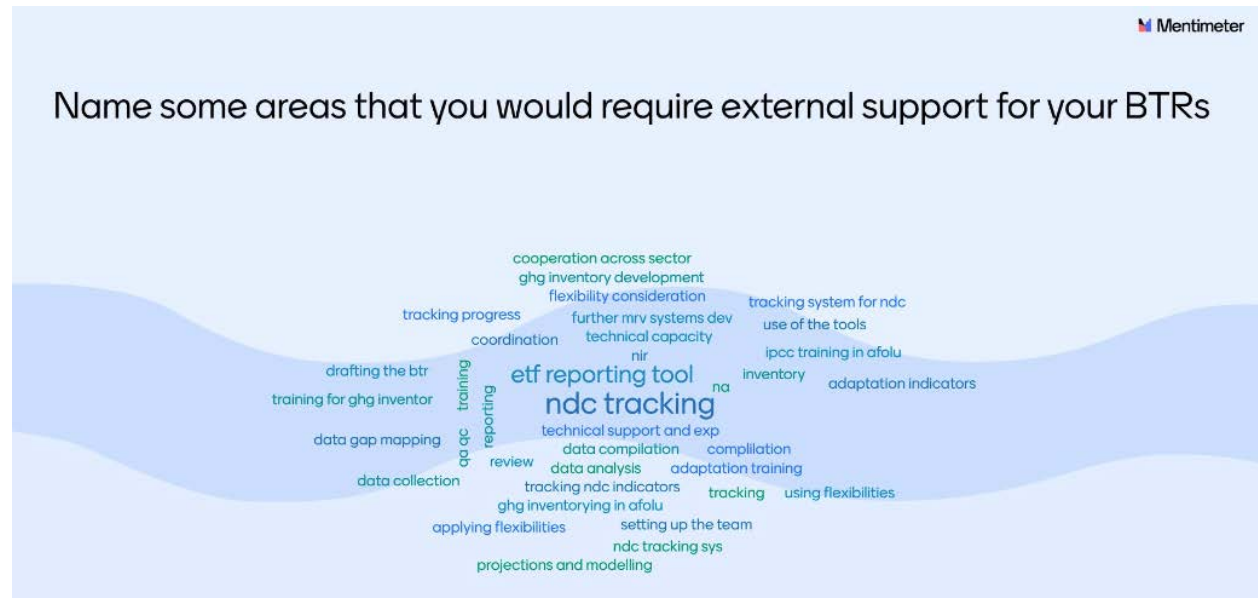 Mentimeter
Name some areas that you would require external support for your BTRs
cooperation across sector
ghg inventory development
flexibility consideration
tracking system for ndc
tracking progress
further mrv systems dev
use of the tools
coordination
technical capacity
nir
ipcc training in afolu
drafting the btr
training
etf reporting tool
inventory
na
adaptation indicators
training for ghg inventor
reporting
ndc tracking
data gap mapping
qa qc
technical support and exp
data compilation
complilation
review
data analysis
adaptation training
data collection
tracking ndc indicators
tracking
using flexibilities
ghg inventorying in afolu
applying flexibilities
setting up the team
ndc tracking sys
projections and modelling